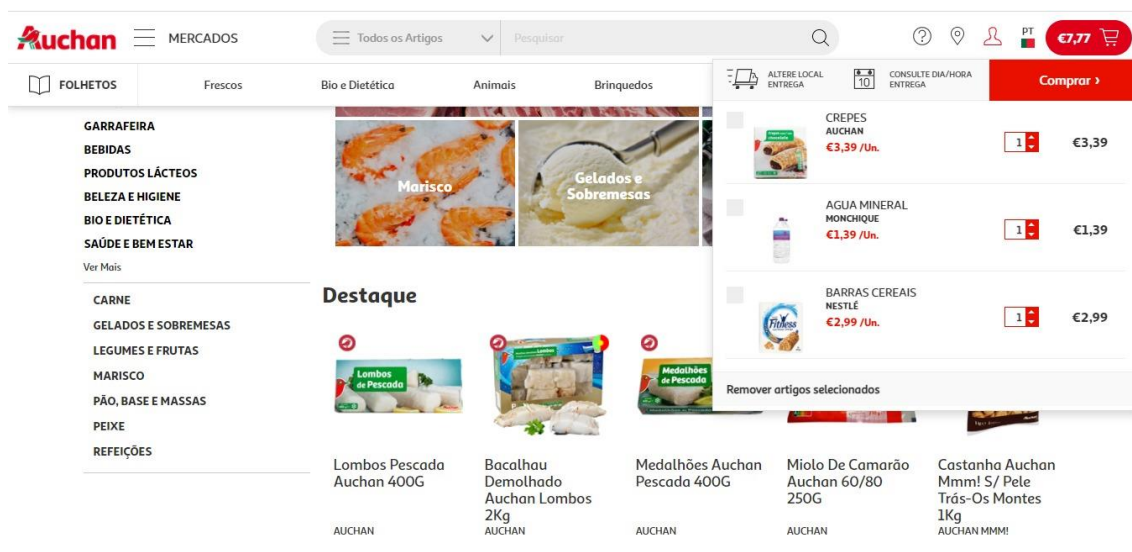 Auchan
MERCADOS
Todos os Artigos
Pesquisar
PT
€7,77
FOLHETOS
Frescos
Bio e Dietética
Animais
Brinquedos
ALTERE LOCAL
ENTREGA
10
CONSULTE DIA/HORA
ENTREGA
Comprar ›
GARRAFEIRA
BEBIDAS
PRODUTOS LÁCTEOS
BELEZA E HIGIENE
BIO E DIETÉTICA
SAÚDE E BEM ESTAR
Ver Mais
CARNE
GELADOS E SOBREMESAS
LEGUMES E FRUTAS
MARISCO
PÃO, BASE E MASSAS
PEIXE
REFEIÇÕES
Marisco
Gelados e
Sobremesas
CREPES
AUCHAN
€3,39 /Un.
1
€3,39
AGUA MINERAL
MONCHIQUE
€1,39 /Un.
1
€1,39
BARRAS CEREAIS
NESTLÉ
€2,99 /Un.
1
€2,99
Fitness
Remover artigos selecionados
Destaque
Lombos
de Pescada
Lombos
Medalhões
de Pescada
Lombos Pescada
Auchan 400G
AUCHAN
Bacalhau
Demolhado
Auchan Lombos
2Kg
AUCHAN
Medalhões Auchan
Pescada 400G
AUCHAN
Miolo De Camarão
Auchan 60/80
250G
AUCHAN
Castanha Auchan
Mmm! S/ Pele
Trás-Os Montes
1Kg
AUCHAN MMM!